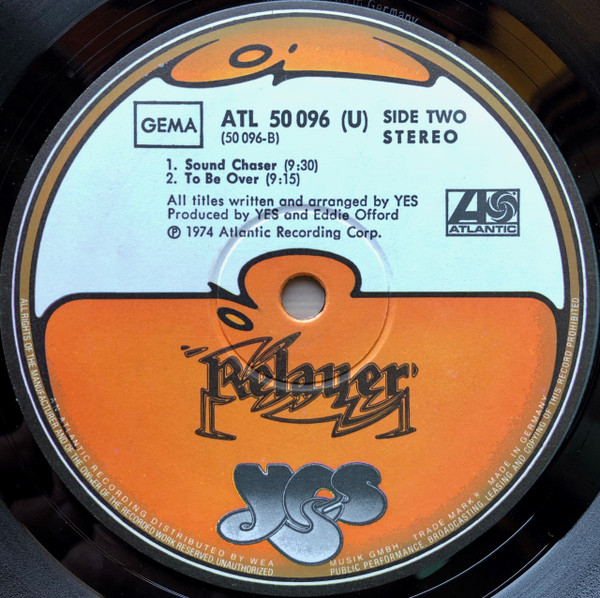 in Germany
GEMA
ATL 50 096 (U)
(50 096-B)
SIDE TWO
STEREO
1. Sound Chaser (9:30)
2. To Be Over (9:15)
All titles written and arranged by YES
Produced by YES and Eddie Offord
℗ 1974 Atlantic Recording Corp.
ATLANTIC
"Relayer"
YES
AN ATLANTIC RECORDING DISTRIBUTED BY WEA MUSIK GMBH. TRADE MARKS MADE IN GERMANY
ALL RIGHTS OF THE MANUFACTURER AND OF THE OWNER OF THE RECORDED WORK RESERVED. UNAUTHORIZED PUBLIC PERFORMANCE BROADCASTING, LEASING AND COPYING OF THIS RECORD PROHIBITED